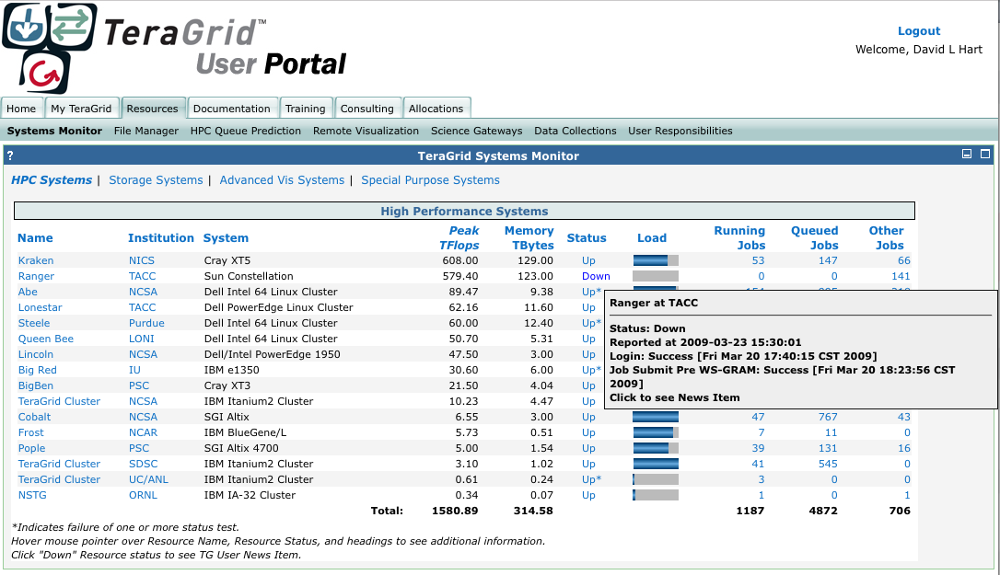 TeraGrid™
User Portal
Logout
Welcome, David L Hart
Home My TeraGrid Resources Documentation Training Consulting Allocations
Systems Monitor File Manager HPC Queue Prediction Remote Visualization Science Gateways Data Collections User Responsibilities
? TeraGrid Systems Monitor
HPC Systems | Storage Systems | Advanced Vis Systems | Special Purpose Systems
High Performance Systems
Name Institution System Peak TFlops Memory TBytes Status Load Running Jobs Queued Jobs Other Jobs
Kraken NICS Cray XT5 608.00 129.00 Up 53 147 66
Ranger TACC Sun Constellation 579.40 123.00 Down 0 0 141
Abe NCSA Dell Intel 64 Linux Cluster 89.47 9.38 Up*
Lonestar TACC Dell PowerEdge Linux Cluster 62.16 11.60 Up
Steele Purdue Dell Intel 64 Linux Cluster 60.00 12.40 Up*
Queen Bee LONI Dell Intel 64 Linux Cluster 50.70 5.31 Up
Lincoln NCSA Dell/Intel PowerEdge 1950 47.50 3.00 Up
Big Red IU IBM e1350 30.60 6.00 Up*
BigBen PSC Cray XT3 21.50 4.04 Up
TeraGrid Cluster NCSA IBM Itanium2 Cluster 10.23 4.47 Up
Ranger at TACC
Status: Down
Reported at 2009-03-23 15:30:01
Login: Success [Fri Mar 20 17:40:15 CST 2009]
Job Submit Pre WS-GRAM: Success [Fri Mar 20 18:23:56 CST
2009]
Click to see News Item
Cobalt NCSA SGI Altix 6.55 3.00 Up 47 767 43
Frost NCAR IBM BlueGene/L 5.73 0.51 Up 7 11 0
Pople PSC SGI Altix 4700 5.00 1.54 Up 39 131 16
TeraGrid Cluster SDSC IBM Itanium2 Cluster 3.10 1.02 Up 41 545 0
TeraGrid Cluster UC/ANL IBM Itanium2 Cluster 0.61 0.24 Up* 3 0 0
NSTG ORNL IBM IA-32 Cluster 0.34 0.07 Up 1 0 1
Total: 1580.89 314.58 1187 4872 706
*Indicates failure of one or more status test.
Hover mouse pointer over Resource Name, Resource Status, and headings to see additional information.
Click "Down" Resource status to see TG User News Item.